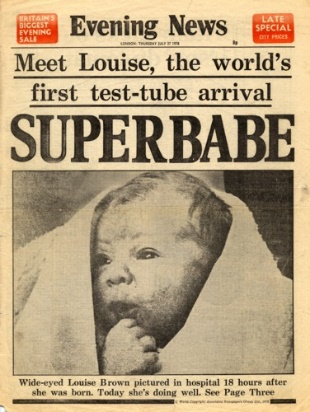 BRITAIN'S
BIGGEST
EVENING
SALE
Evening News
LONDON: THURSDAY JULY 27 1978
8p
LATE
SPECIAL
PRICES
Meet Louise, the world's
first test-tube arrival
SUPERBABE
Wide-eyed Louise Brown pictured in hospital 18 hours after
she was born. Today she's doing well. See Page Three